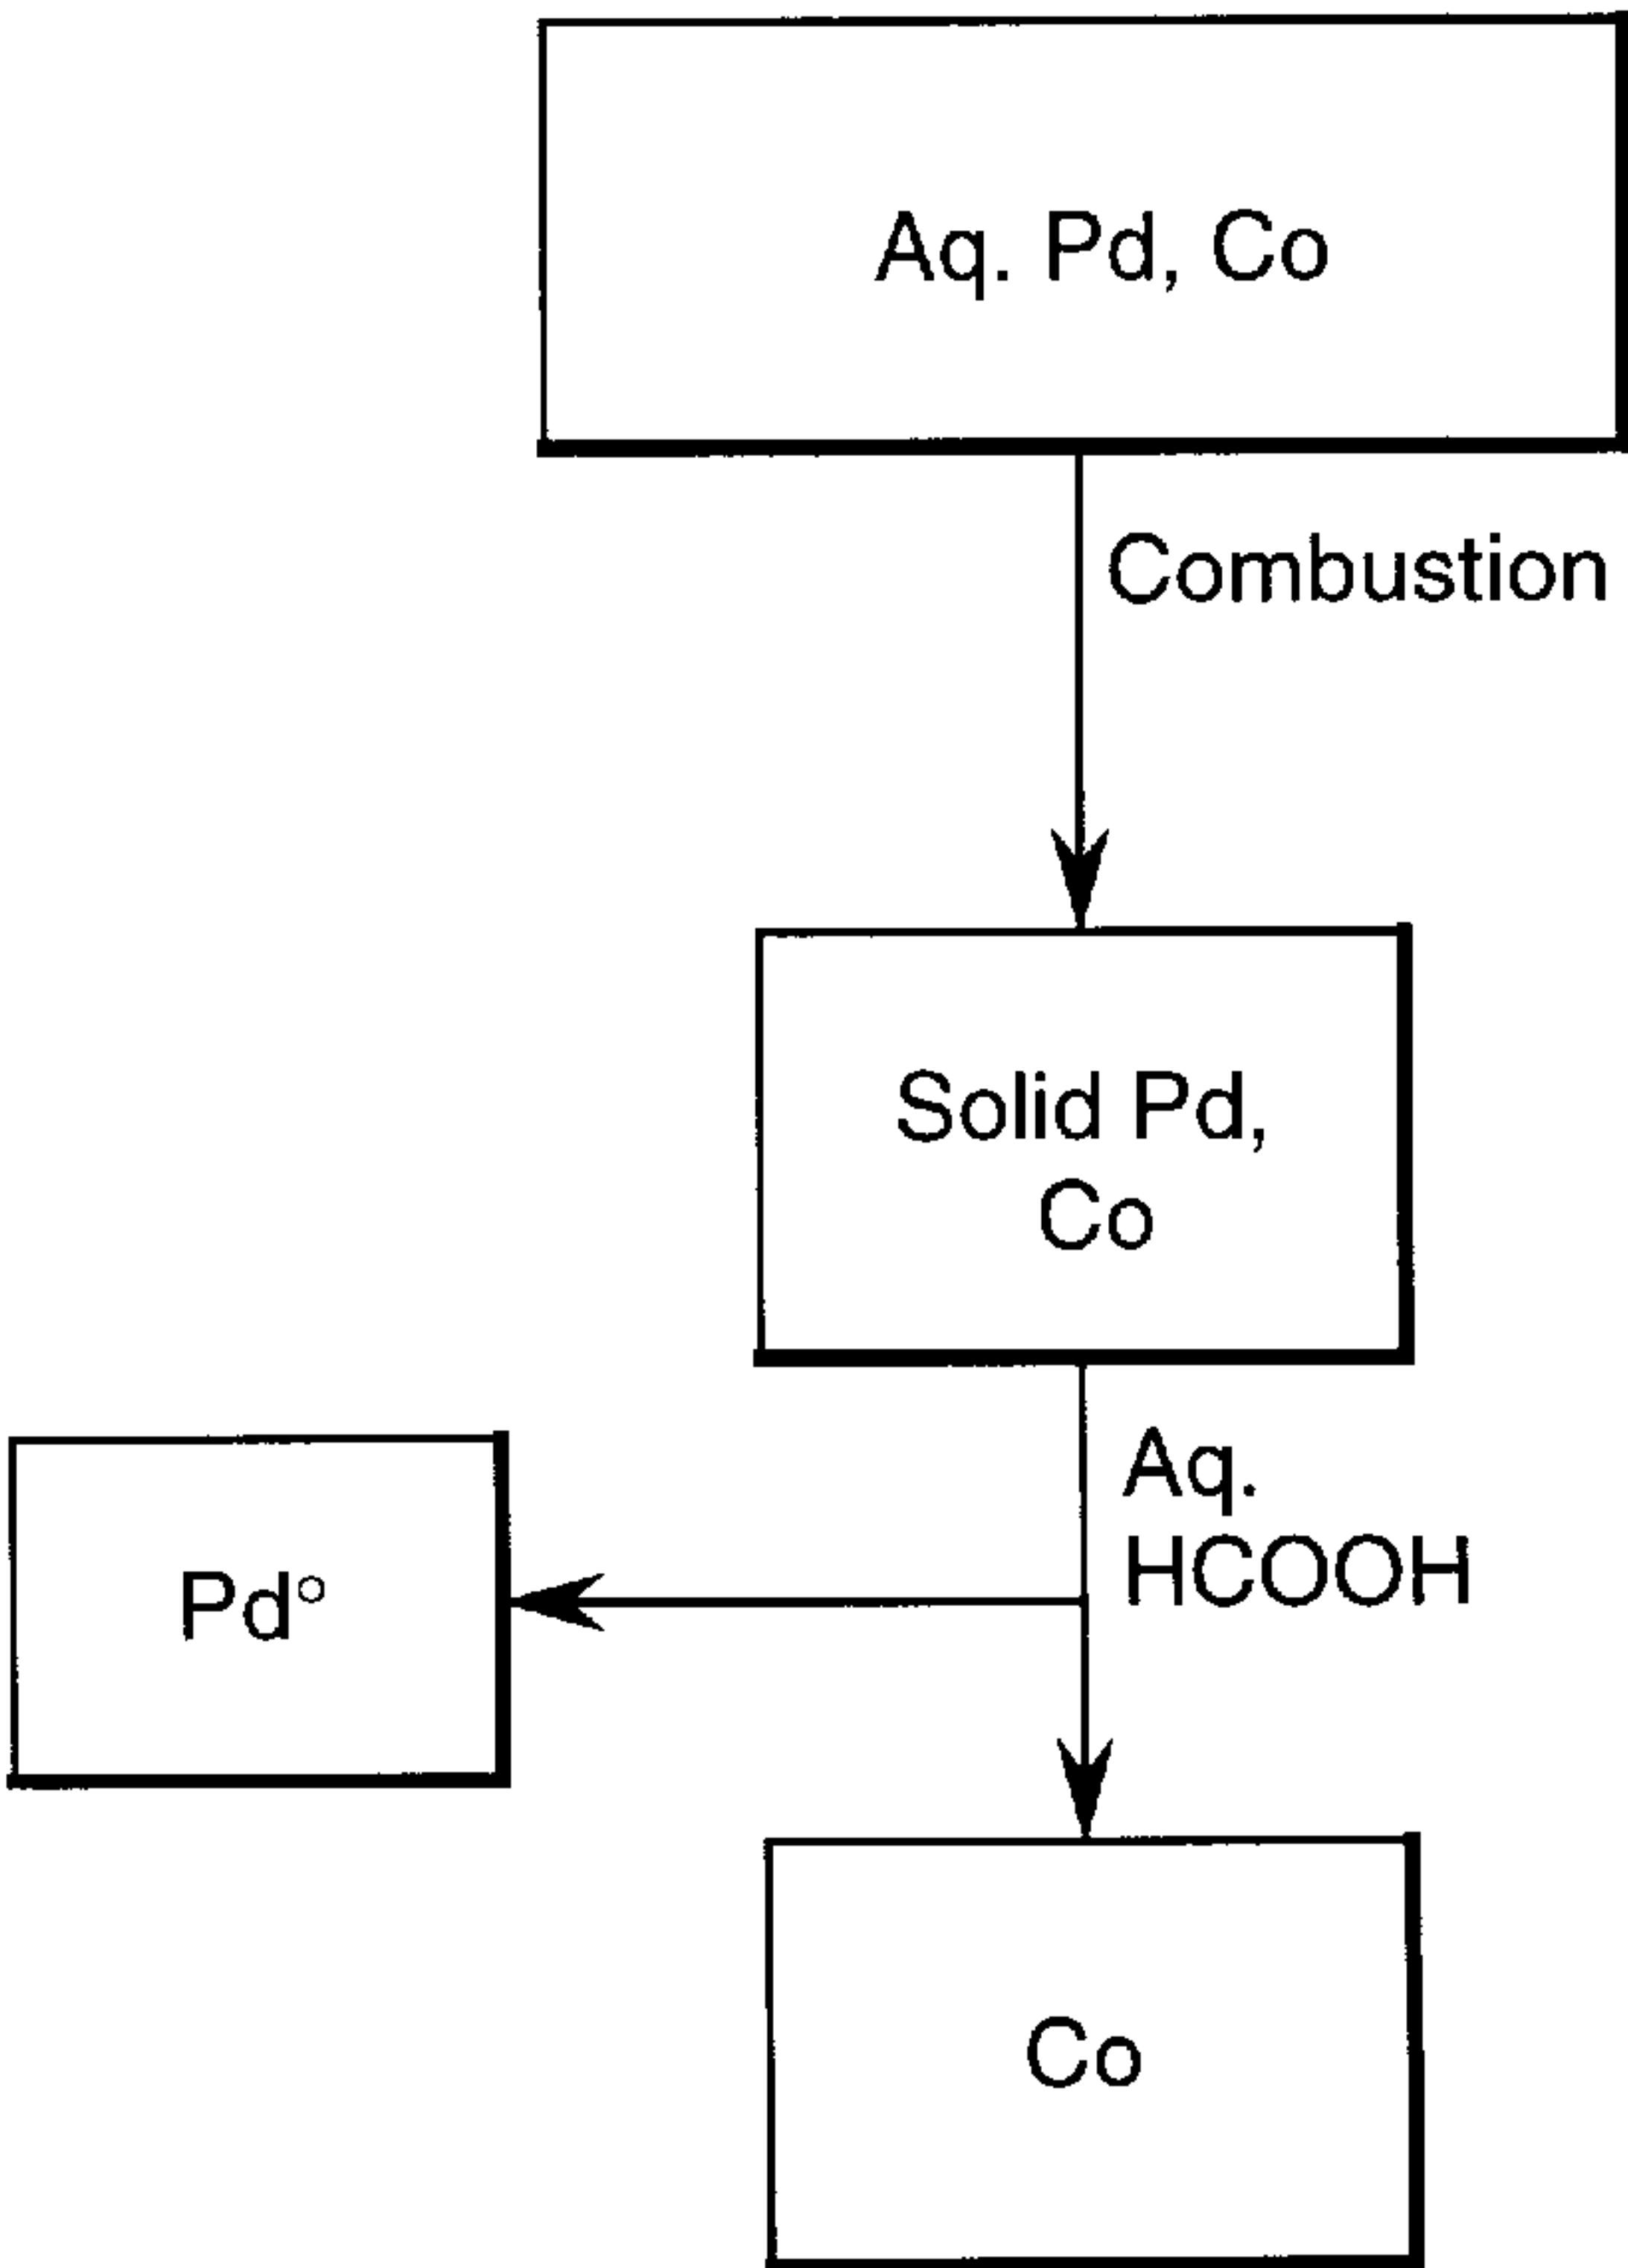 Aq. Pd, Co
Combustion
Solid Pd,
Co
Aq.
HCOOH
Pd°
Co